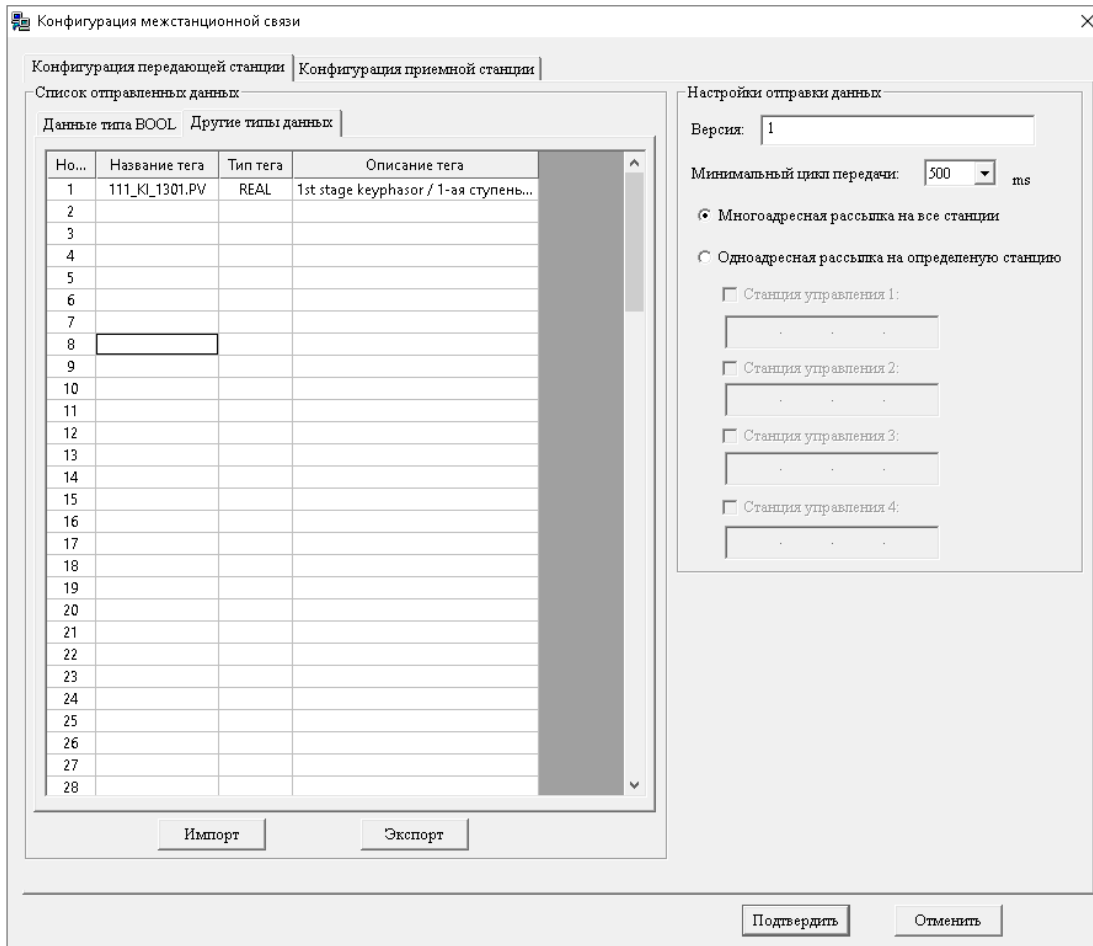 Конфигурация межстанционной связи
Конфигурация передающей станции
Конфигурация приемной станции
Список отправленных данных
Данные типа BOOL
Другие типы данных
Но... Название тега Тип тега Описание тега
1 111_KI_1301.PV REAL 1st stage keyphasor / 1-ая ступень...
2
3
4
5
6
7
8
9
10
11
12
13
14
15
16
17
18
19
20
21
22
23
24
25
26
27
28
Импорт
Экспорт
Настройки отправки данных
Версия: 1
Минимальный цикл передачи: 500 ms
Многоадресная рассылка на все станции
Одноадресная рассылка на определеную станцию
Станция управления 1:
. . .
Станция управления 2:
. . .
Станция управления 3:
. . .
Станция управления 4:
. . .
Подтвердить
Отменить